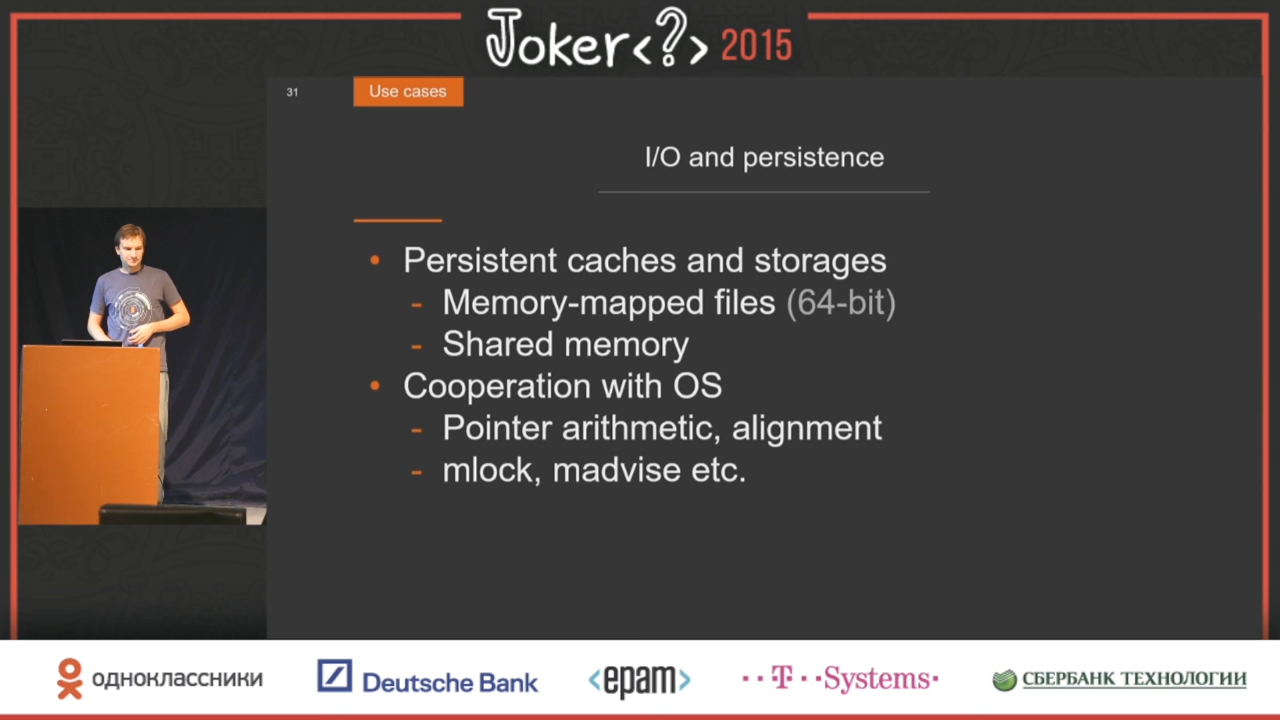 Joker<?> 2015
31
Use cases
I/O and persistence
• Persistent caches and storages
- Memory-mapped files (64-bit)
- Shared memory
• Cooperation with OS
- Pointer arithmetic, alignment
- mlock, madvise etc.
одноклассники
Deutsche Bank
<epam>
··T··Systems·
СБЕРБАНК ТЕХНОЛОГИИ